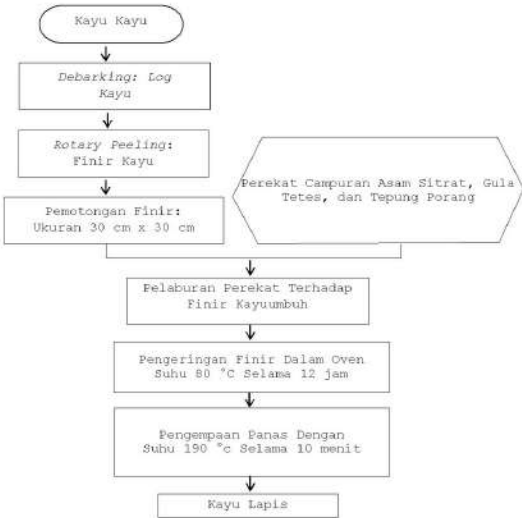 Kayu Kayu
Debarking: Log
Kayu
Rotary Peeling:
Finir Kayu
Pemotongan Finir:
Ukuran 30 cm x 30 cm
Perekat Campuran Asam Sitrat, Gula
Tetes, dan Tepung Porang
Pelaburan Perekat Terhadap
Finir Kayuumbuh
Pengeringan Finir Dalam Oven
Suhu 80 °C Selama 12 jam
Pengempaan Panas Dengan
Suhu 190 °c Selama 10 menit
Kayu Lapis